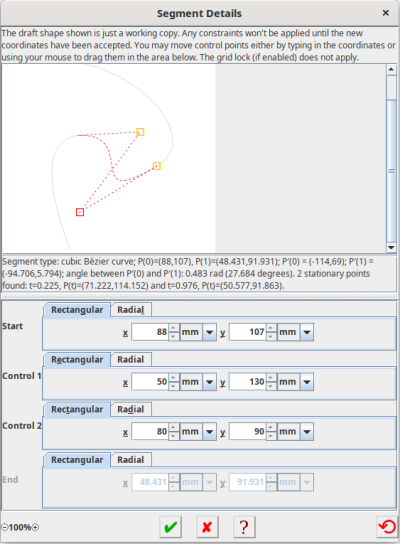 Segment Details
The draft shape shown is just a working copy. Any constraints won't be applied until the new
coordinates have been accepted. You may move control points either by typing in the coordinates or
using your mouse to drag them in the area below. The grid lock (if enabled) does not apply.
Segment type: cubic Bézier curve; P(0)=(88,107), P(1)=(48.431,91.931); P'(0) = (-114,69); P'(1) =
(-94.706,5.794); angle between P'(0) and P'(1): 0.483 rad (27.684 degrees). 2 stationary points
found: t=0.225, P(t)=(71.222,114.152) and t=0.976, P(t)=(50.577,91.863).
Rectangular Radial
Start
x 88 mm y 107 mm
Rectangular Radial
Control 1
x 50 mm y 130 mm
Rectangular Radial
Control 2
x 80 mm y 90 mm
Rectangular Radial
End
x 48.431 mm y 91.931 mm
100%